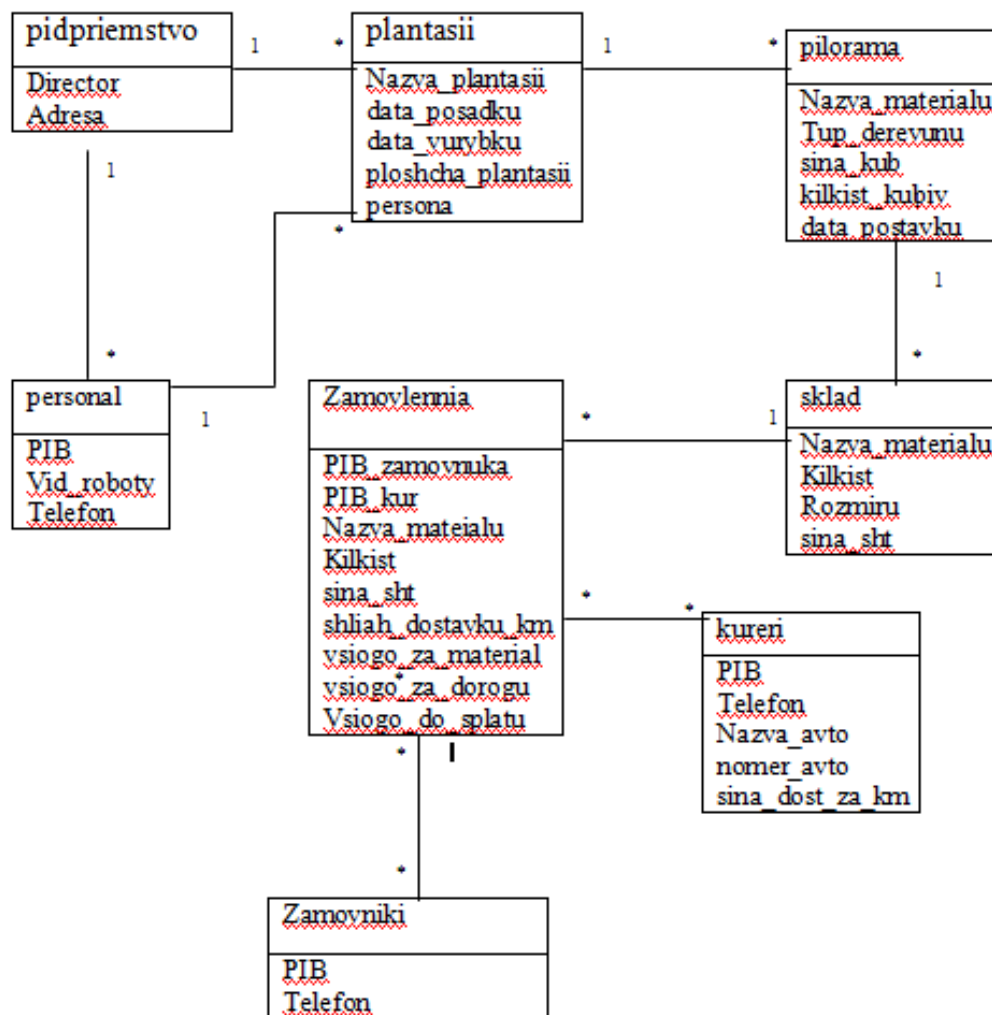 pidpriemstvo
Director
Adresa
1
*
plantasii
Nazva_plantasii
data_posadku
data_vurybku
ploshcha_plantasii
persona
1
*
pilorama
Nazva_materialu
Tup_derevunu
sina_kub
kilkist_kubiv
data_postavku
1
*
*
1
*
personal
PIB
Vid_roboty
Telefon
1
Zamovlennia
PIB_zamovnuka
PIB_kur
Nazva_mateialu
Kilkist
sina_sht
shliah_dostavku_km
vsiogo_za_material
*
vsiogo_za_dorogu
Vsiogo_do_splatu
*
1
sklad
Nazva_materialu
Kilkist
Rozmiru
sina_sht
*
*
kureri
PIB
Telefon
Nazva_avto
nomer_avto
sina_dost_za_km
*
*
Zamovniki
PIB
Telefon